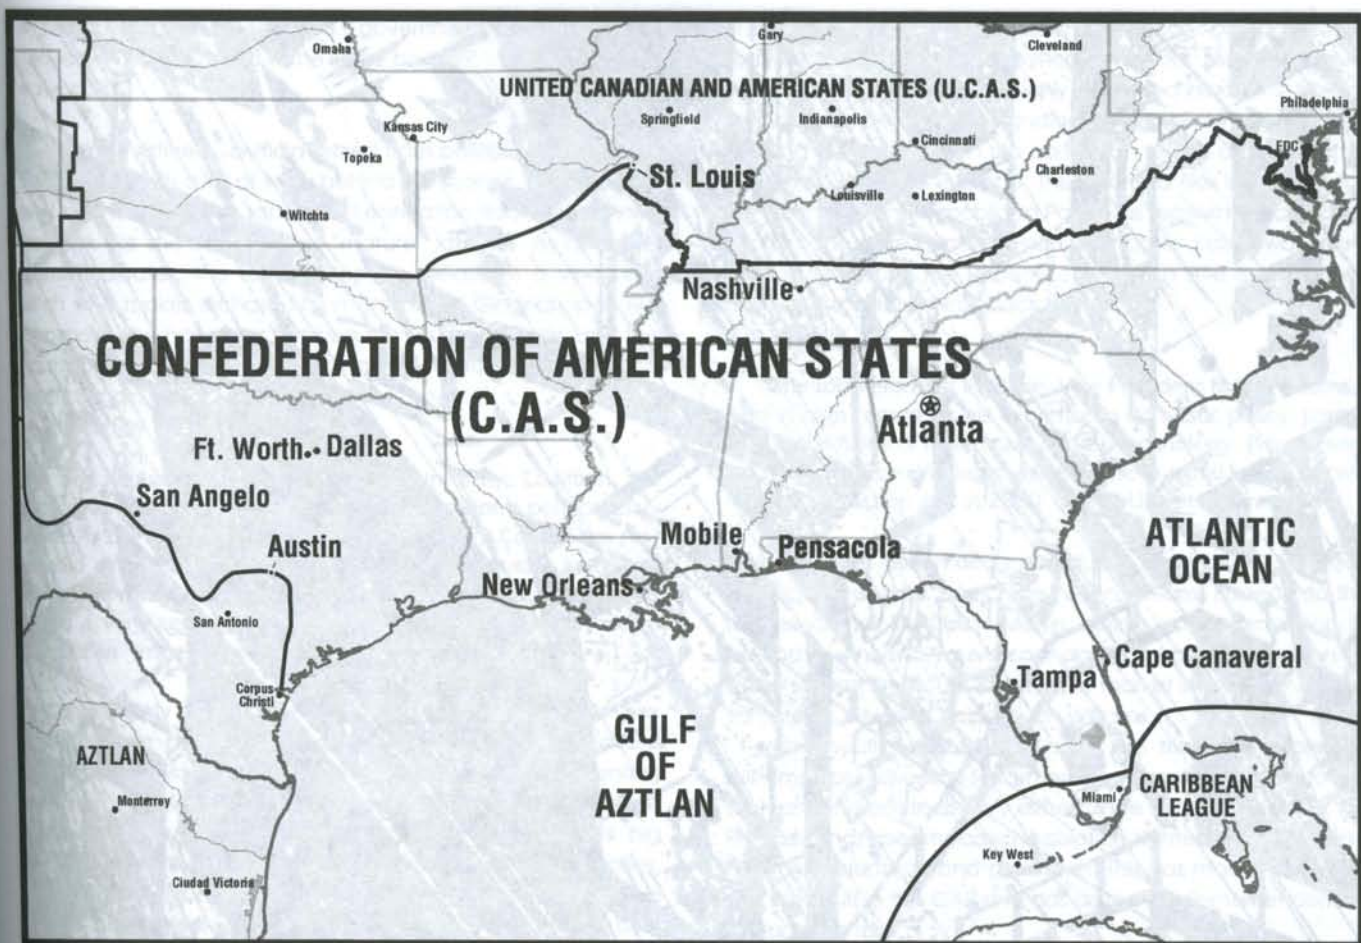 Omaha
Gary
Cleveland
UNITED CANADIAN AND AMERICAN STATES (U.C.A.S.)
Philadelphia
Springfield
Indianapolis
Kansas City
Topeka
Cincinnati
FDC
Charleston
St. Louis
Louisville
Lexington
Witchta
Nashville
CONFEDERATION OF AMERICAN STATES
(C.A.S.)
Atlanta
Ft. Worth
Dallas
San Angelo
Austin
Mobile
Pensacola
ATLANTIC
OCEAN
New Orleans
San Antonio
Cape Canaveral
Tampa
Corpus
Christi
GULF
OF
AZTLAN
AZTLAN
Monterroy
Miami
CARIBBEAN
LEAGUE
Key West
Ciudad Victoria